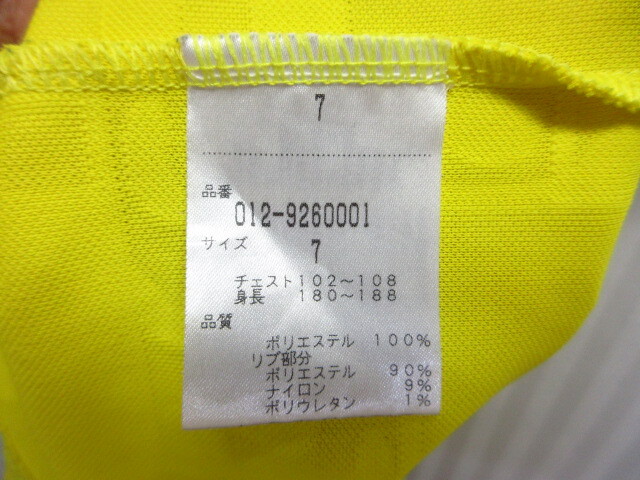 7
品番
012-9260001
サイズ 7
チェスト102～108
身長 180～188
品質
ポリエステル 100%
リブ部分
ポリエステル 90%
ナイロン 9%
ポリウレタン 1%